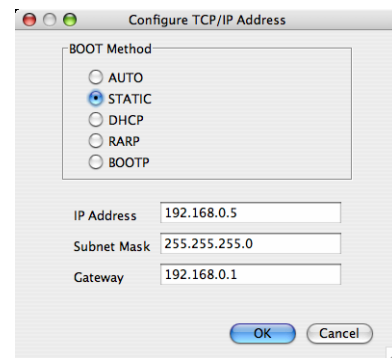 Configure TCP/IP Address
BOOT Method
AUTO
STATIC
DHCP
RARP
BOOTP
IP Address 192.168.0.5
Subnet Mask 255.255.255.0
Gateway 192.168.0.1
OK Cancel